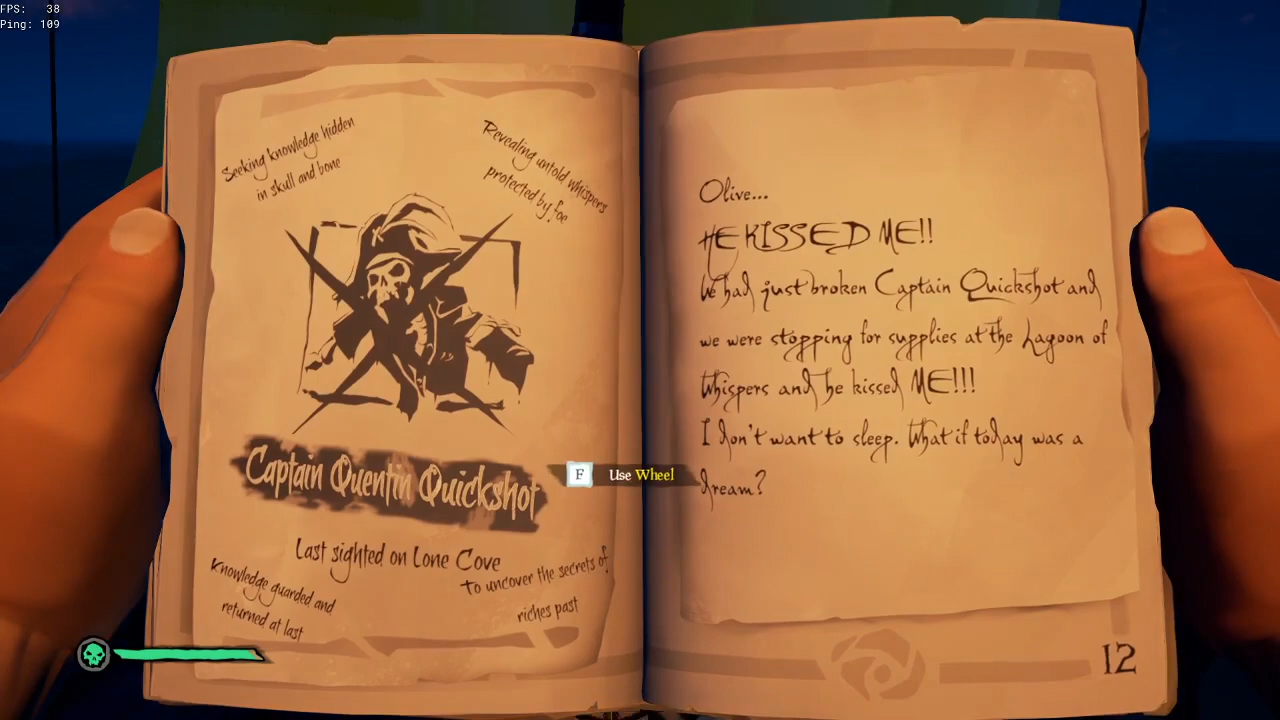 FPS: 38
Ping: 109
Seeking knowledge hidden
in skull and bone
Revealing untold whispers
protected by foe
Captain Quentin Quickshot
Last sighted on Lone Cove
Knowledge guarded and
returned at last
To uncover the secrets of
riches past
Olive...
HE KISSED ME!!
We had just broken Captain Quickshot and
we were stopping for supplies at the Lagoon of
Whispers and he kissed ME!!!
I don't want to sleep. What if today was a
dream?
F Use Wheel
12